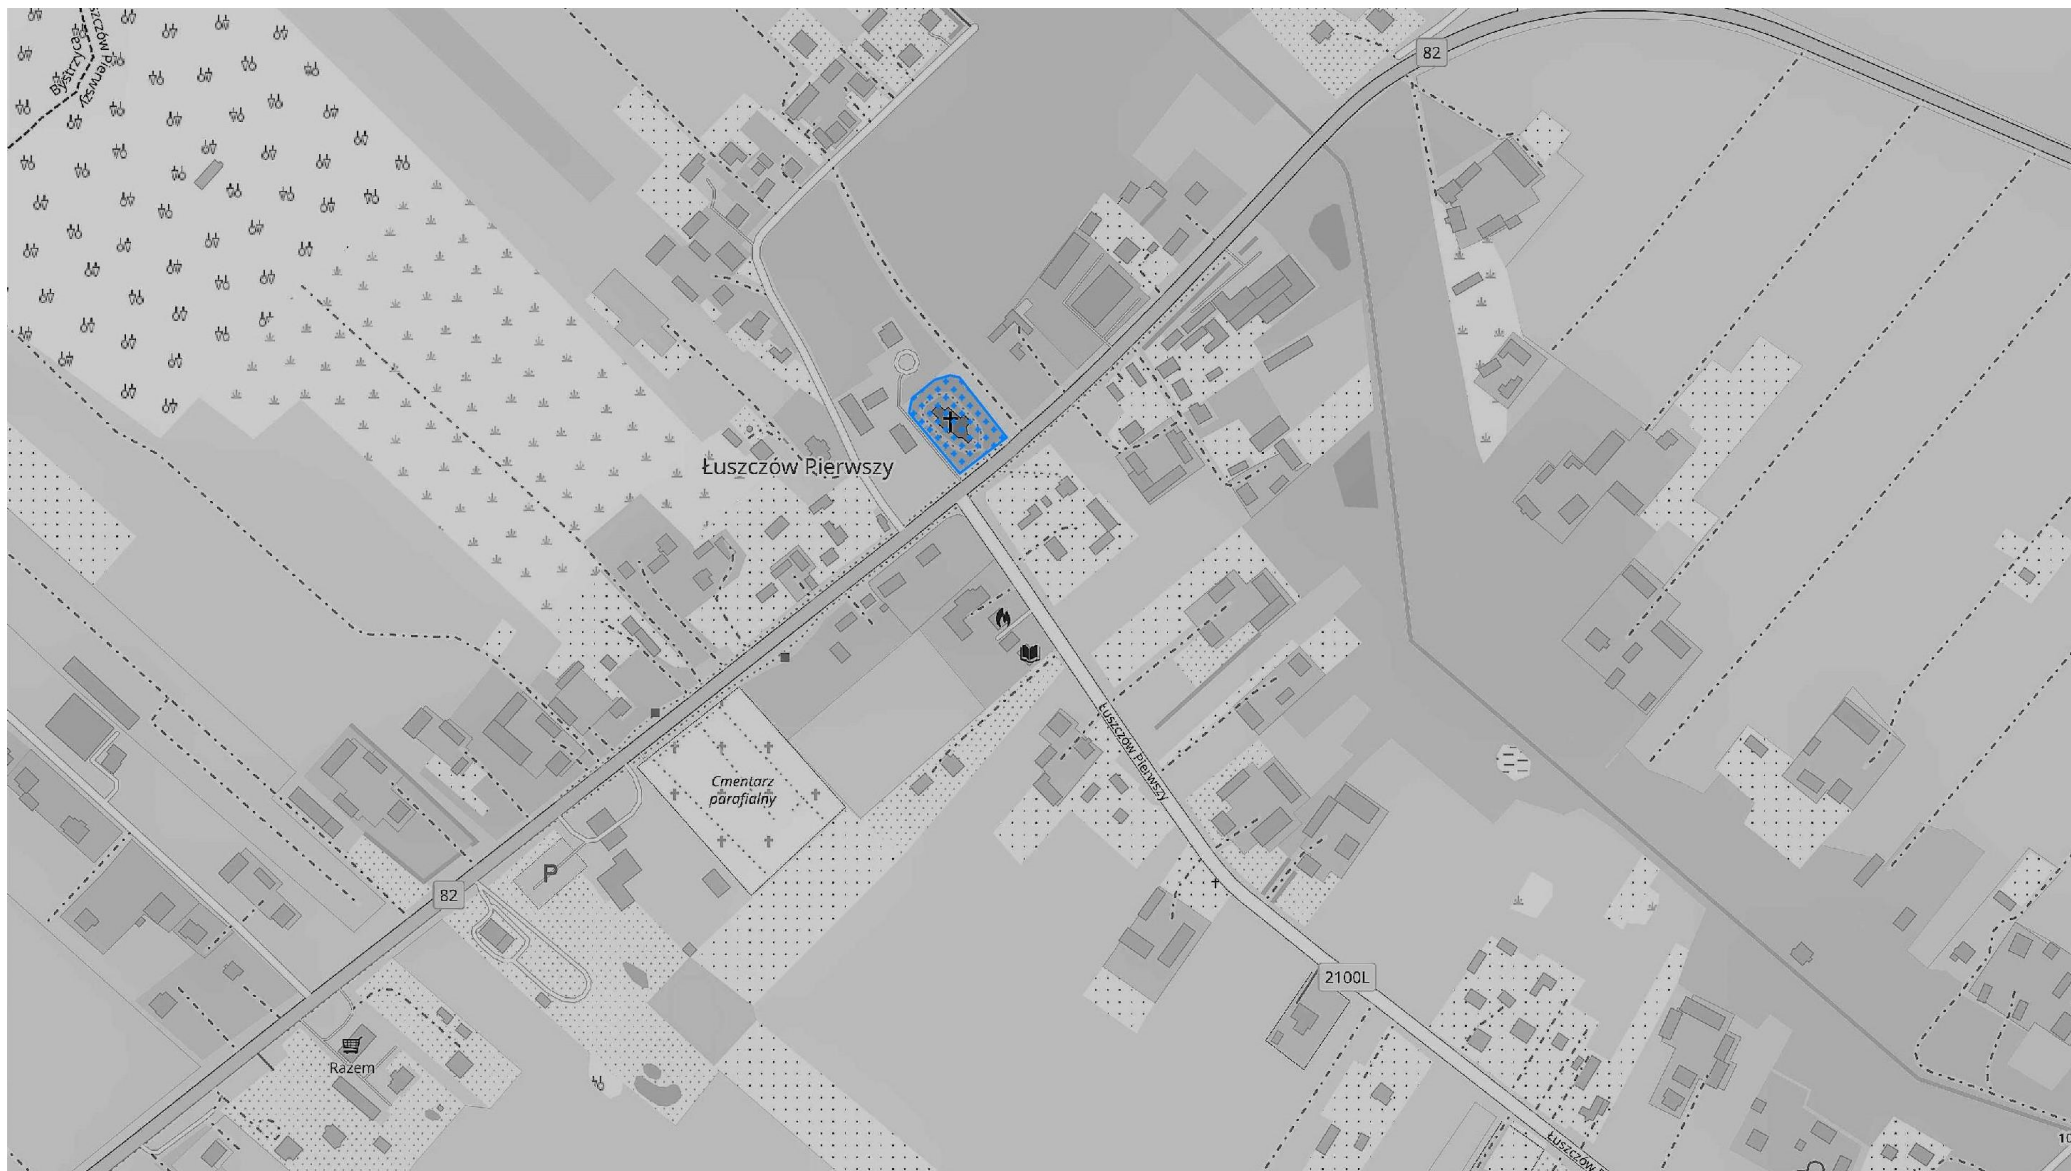 Łuszczów Pierwszy
Bystrzyca
82
Łuszczów Pierwszy
Łuszczów Pierwszy
Cmentarz
parafialny
P
82
2100L
Razem